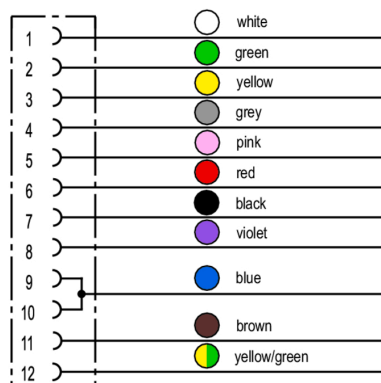 1 white
2 green
3 yellow
4 grey
5 pink
6 red
7 black
8 violet
9
blue
10
11 brown
12 yellow/green